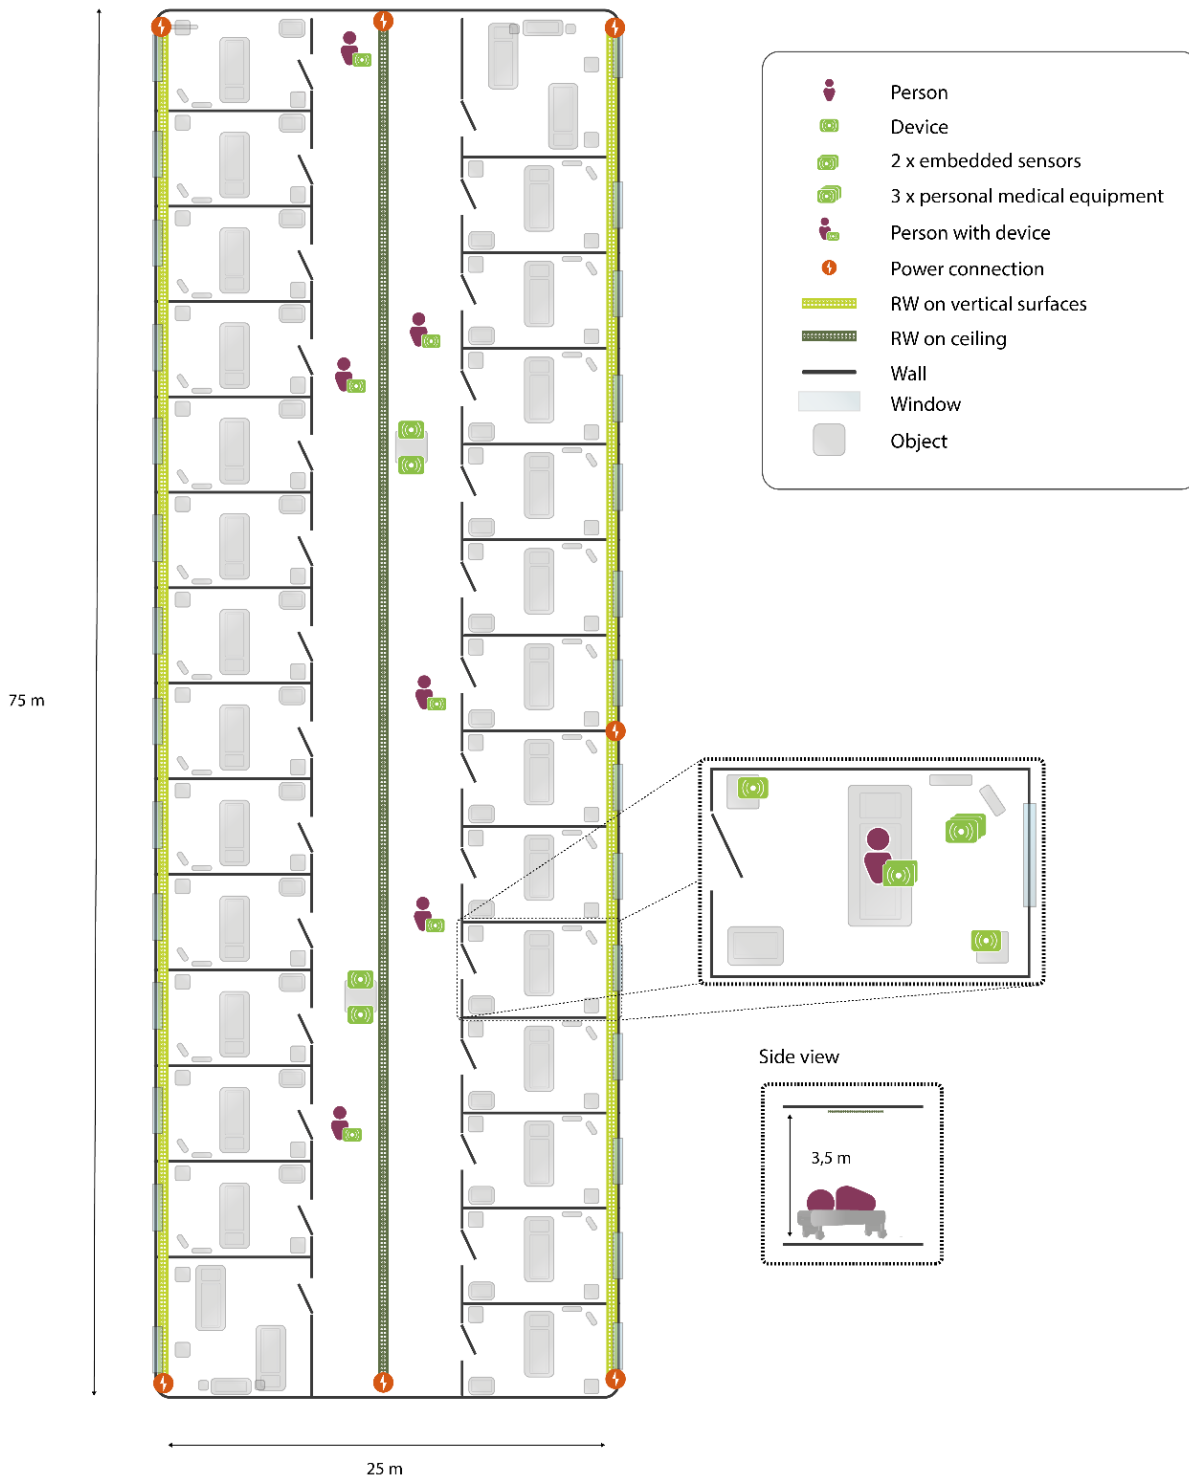 Person
Device
2 x embedded sensors
3 x personal medical equipment
Person with device
Power connection
RW on vertical surfaces
RW on ceiling
Wall
Window
Object
75 m
Side view
3,5 m
25 m